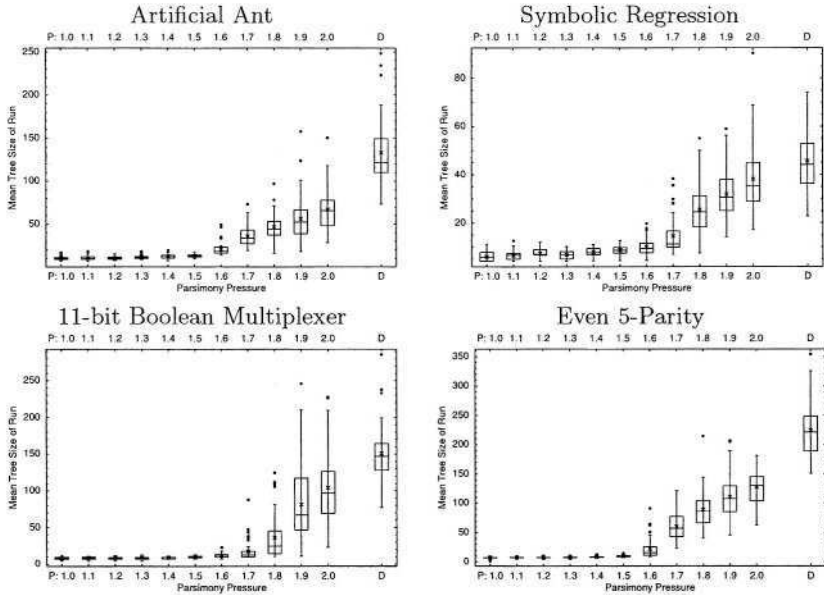 Artificial Ant
P: 1.0 1.1 1.2 1.3 1.4 1.5 1.6 1.7 1.8 1.9 2.0 D
250
200
150
100
50
Mean Tree Size of Run
P: 1.0 1.1 1.2 1.3 1.4 1.5 1.6 1.7 1.8 1.9 2.0 D
Parsimony Pressure
Symbolic Regression
P: 1.0 1.1 1.2 1.3 1.4 1.5 1.6 1.7 1.8 1.9 2.0 D
80
60
40
20
Mean Tree Size of Run
P: 1.0 1.1 1.2 1.3 1.4 1.5 1.6 1.7 1.8 1.9 2.0 D
Parsimony Pressure
11-bit Boolean Multiplexer
P: 1.0 1.1 1.2 1.3 1.4 1.5 1.6 1.7 1.8 1.9 2.0 D
250
200
150
100
50
0
Mean Tree Size of Run
P: 1.0 1.1 1.2 1.3 1.4 1.5 1.6 1.7 1.8 1.9 2.0 D
Parsimony Pressure
Even 5-Parity
P: 1.0 1.1 1.2 1.3 1.4 1.5 1.6 1.7 1.8 1.9 2.0 D
350
300
250
200
150
100
50
0
Mean Tree Size of Run
P: 1.0 1.1 1.2 1.3 1.4 1.5 1.6 1.7 1.8 1.9 2.0 D
Parsimony Pressure